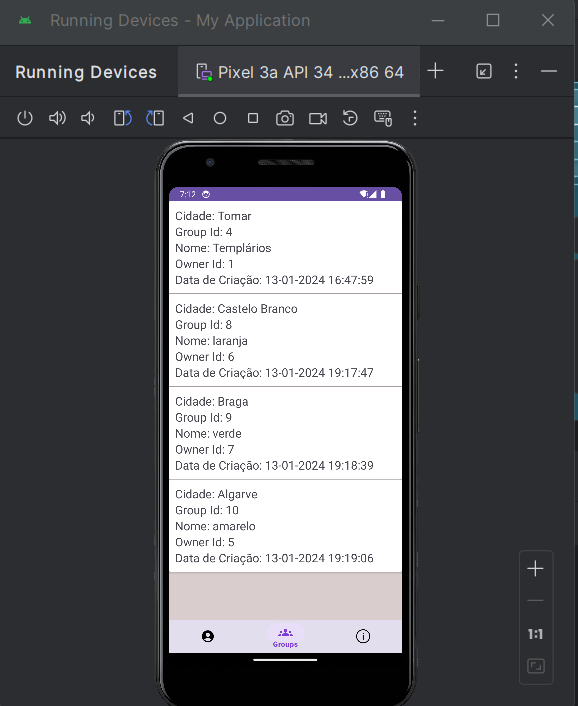 Running Devices - My Application
Running Devices
Pixel 3a API 34 ...x86 64
7:12
Cidade: Tomar
Group Id: 4
Nome: Templários
Owner Id: 1
Data de Criação: 13-01-2024 16:47:59
Cidade: Castelo Branco
Group Id: 8
Nome: laranja
Owner Id: 6
Data de Criação: 13-01-2024 19:17:47
Cidade: Braga
Group Id: 9
Nome: verde
Owner Id: 7
Data de Criação: 13-01-2024 19:18:39
Cidade: Algarve
Group Id: 10
Nome: amarelo
Owner Id: 5
Data de Criação: 13-01-2024 19:19:06
Groups
1:1